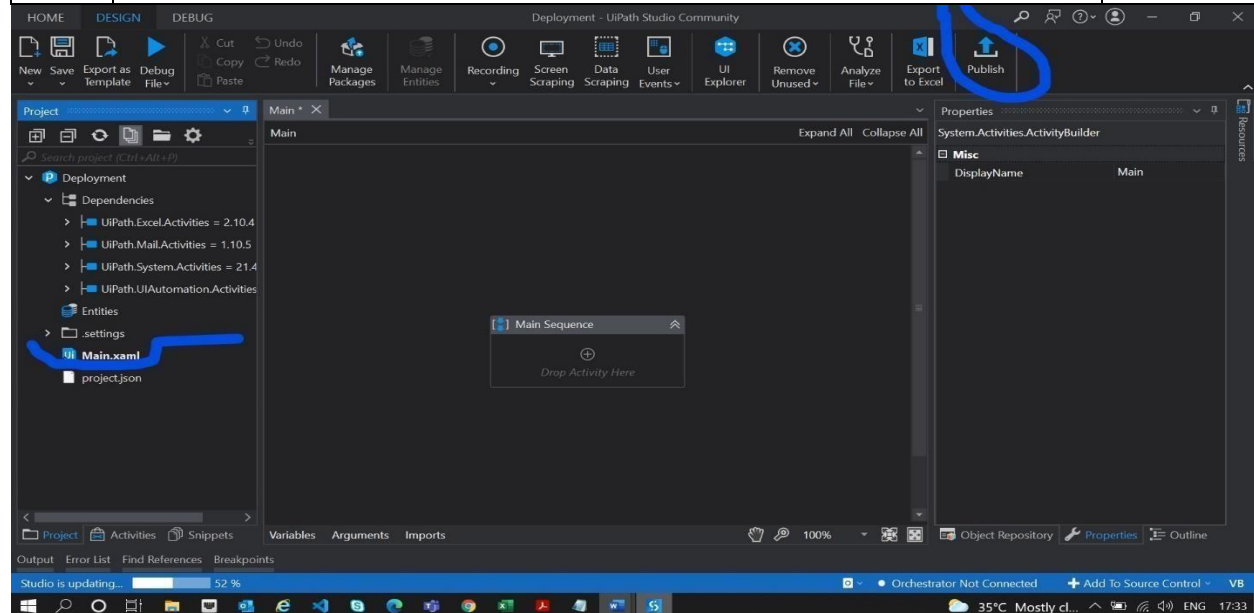 HOME DESIGN DEBUG Deployment - UiPath Studio Community
New Save Export as Template Debug File Cut Copy Paste Undo Redo Manage Packages Manage Entities Recording Screen Scraping Data Scraping User Events UI Explorer Remove Unused Analyze File Export to Excel Publish
Project
Search project (Ctrl+Alt+P)
Deployment
Dependencies
UiPath.Excel.Activities = 2.10.4
UiPath.Mail.Activities = 1.10.5
UiPath.System.Activities = 21.4
UiPath.UIAutomation.Activities
Entities
.settings
Main.xaml
project.json
Main *
Main Expand All Collapse All
Main Sequence
Drop Activity Here
Properties
System.Activities.ActivityBuilder
Misc
DisplayName Main
Resources
Project Activities Snippets Variables Arguments Imports 100% Object Repository Properties Outline
Output Error List Find References Breakpoints
Studio is updating... 52 % Orchestrator Not Connected Add To Source Control VB
35°C Mostly cl... ENG 17:33